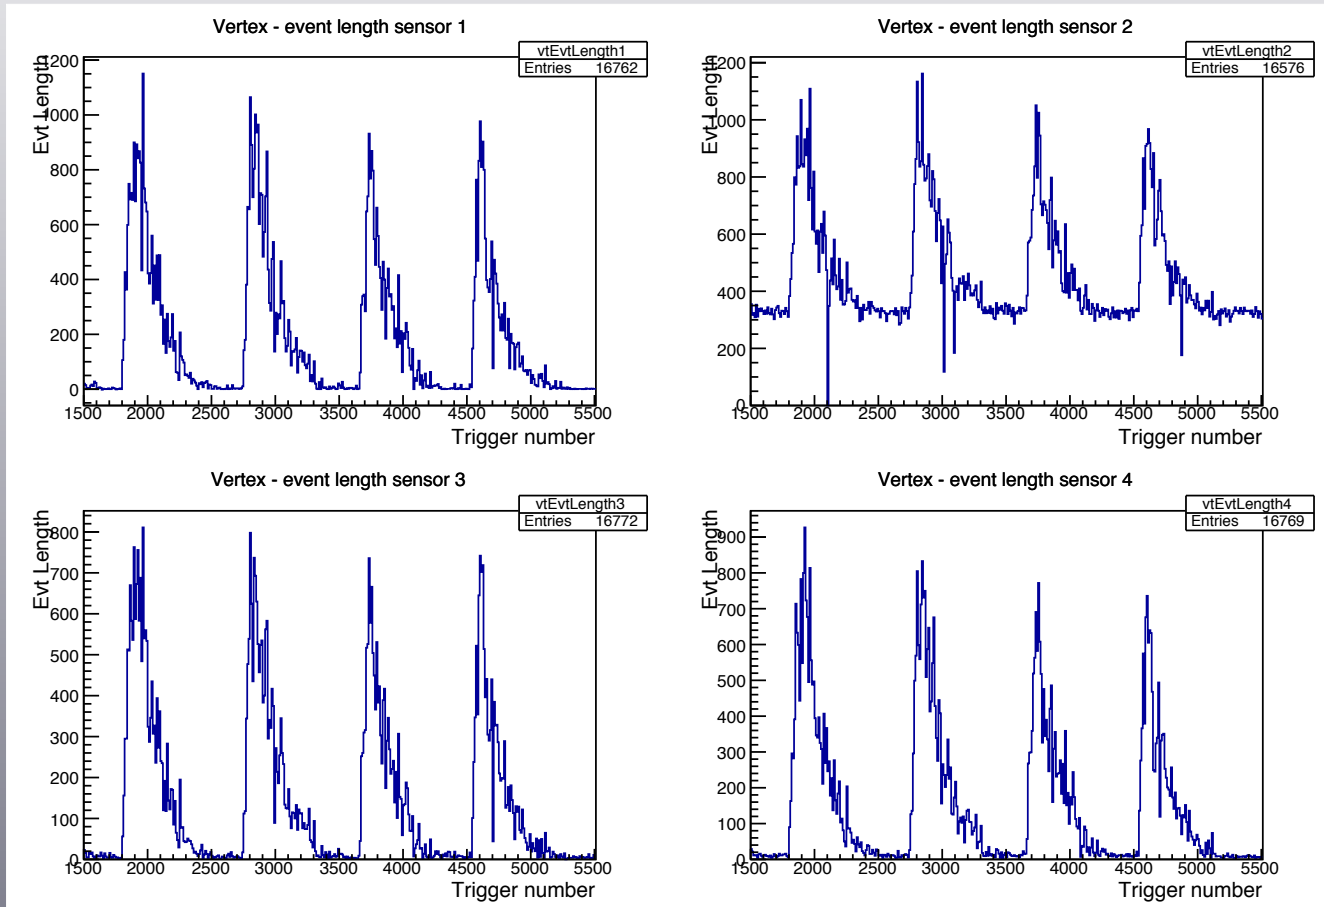 Vertex - event length sensor 1
vtEvtLength1
Entries 16762
Evt Length
1200
1000
800
600
400
200
0
1500 2000 2500 3000 3500 4000 4500 5000 5500
Trigger number
Vertex - event length sensor 2
vtEvtLength2
Entries 16576
Evt Length
1200
1000
800
600
400
200
0
1500 2000 2500 3000 3500 4000 4500 5000 5500
Trigger number
Vertex - event length sensor 3
vtEvtLength3
Entries 16772
Evt Length
800
700
600
500
400
300
200
100
0
1500 2000 2500 3000 3500 4000 4500 5000 5500
Trigger number
Vertex - event length sensor 4
vtEvtLength4
Entries 16769
Evt Length
900
800
700
600
500
400
300
200
100
0
1500 2000 2500 3000 3500 4000 4500 5000 5500
Trigger number